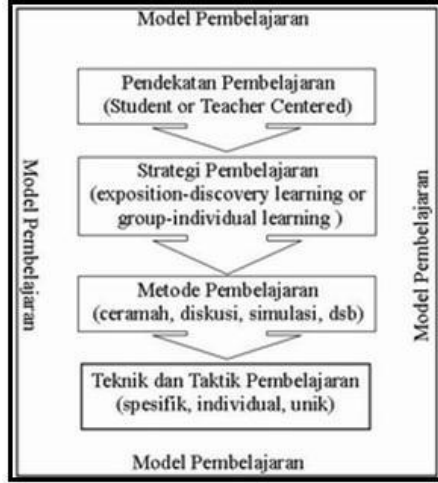 Model Pembelajaran
Pendekatan Pembelajaran
(Student or Teacher Centered)
Strategi Pembelajaran
(exposition-discovery learning or
group-individual learning )
Metode Pembelajaran
(ceramah, diskusi, simulasi, dsb)
Teknik dan Taktik Pembelajaran
(spesifik, individual, unik)
Model Pembelajaran
Model Pembelajaran
Model Pembelajaran